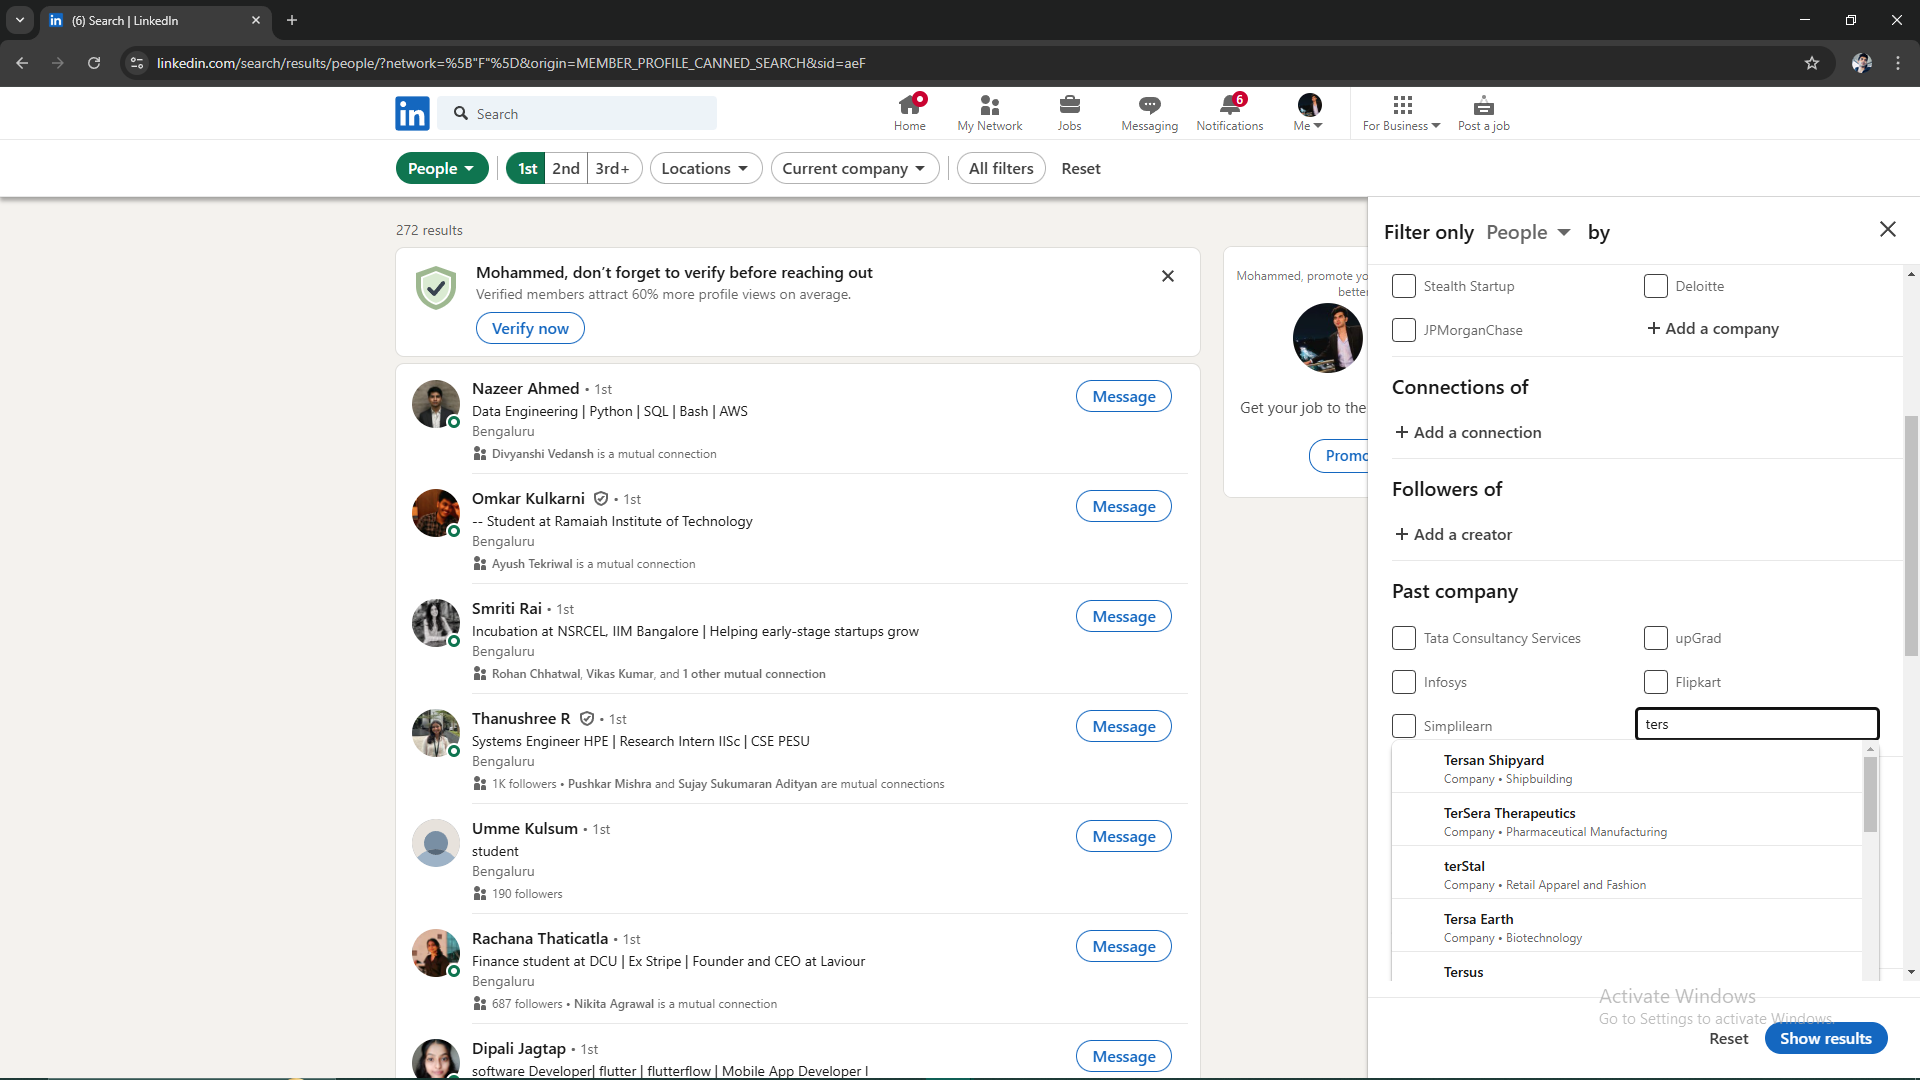 (6) Search | LinkedIn
linkedin.com/search/results/people/?network=%5B"F"%5D&origin=MEMBER_PROFILE_CANNED_SEARCH&sid=aeF
in
Search
Home
My Network
Jobs
Messaging
6
Notifications
Me
For Business
Post a job
People
1st
2nd
3rd+
Locations
Current company
All filters
Reset
272 results
Mohammed, don't forget to verify before reaching out
Verified members attract 60% more profile views on average.
Verify now
Nazeer Ahmed • 1st
Data Engineering | Python | SQL | Bash | AWS
Bengaluru
Divyanshi Vedansh is a mutual connection
Message
Omkar Kulkarni • 1st
-- Student at Ramaiah Institute of Technology
Bengaluru
Ayush Tekriwal is a mutual connection
Message
Smriti Rai • 1st
Incubation at NSRCEL, IIM Bangalore | Helping early-stage startups grow
Bengaluru
Rohan Chhatwal, Vikas Kumar, and 1 other mutual connection
Message
Thanushree R • 1st
Systems Engineer HPE | Research Intern IISc | CSE PESU
Bengaluru
1K followers • Pushkar Mishra and Sujay Sukumaran Adityan are mutual connections
Message
Umme Kulsum • 1st
student
Bengaluru
190 followers
Message
Rachana Thaticatla • 1st
Finance student at DCU | Ex Stripe | Founder and CEO at Laviour
Bengaluru
687 followers • Nikita Agrawal is a mutual connection
Message
Dipali Jagtap • 1st
software Developer| flutter | flutterflow | Mobile App Developer |
Message
Mohammed, promote yo
better
Get your job to the
Promo
Filter only People by
Stealth Startup
Deloitte
JPMorganChase
+ Add a company
Connections of
+ Add a connection
Followers of
+ Add a creator
Past company
Tata Consultancy Services
upGrad
Infosys
Flipkart
Simplilearn
ters
Tersan Shipyard
Company • Shipbuilding
TerSera Therapeutics
Company • Pharmaceutical Manufacturing
terStal
Company • Retail Apparel and Fashion
Tersa Earth
Company • Biotechnology
Tersus
Activate Windows
Go to Settings to activate Windows.
Reset
Show results